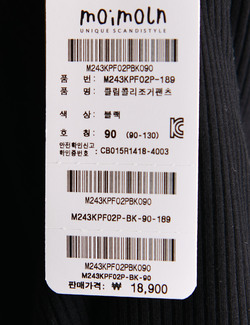 moimoln
UNIQUE SCANDISTYLE
M243KPF02PBK090
품 번: M243KPF02P-189
품 명: 클림콜리조거팬츠
색 상: 블랙
호 칭: 90 (90-130)
안전확인신고
확인증번호 : CB015R1418-4003
M243KPF02PBK090
M243KPF02P-BK-90-189
M243KPF02PBK090
M243KPF02P-BK-90
판매가격: ₩ 18,900